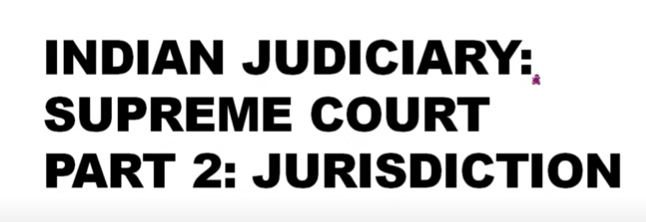 INDIAN JUDICIARY:
SUPREME COURT
PART 2: JURISDICTION